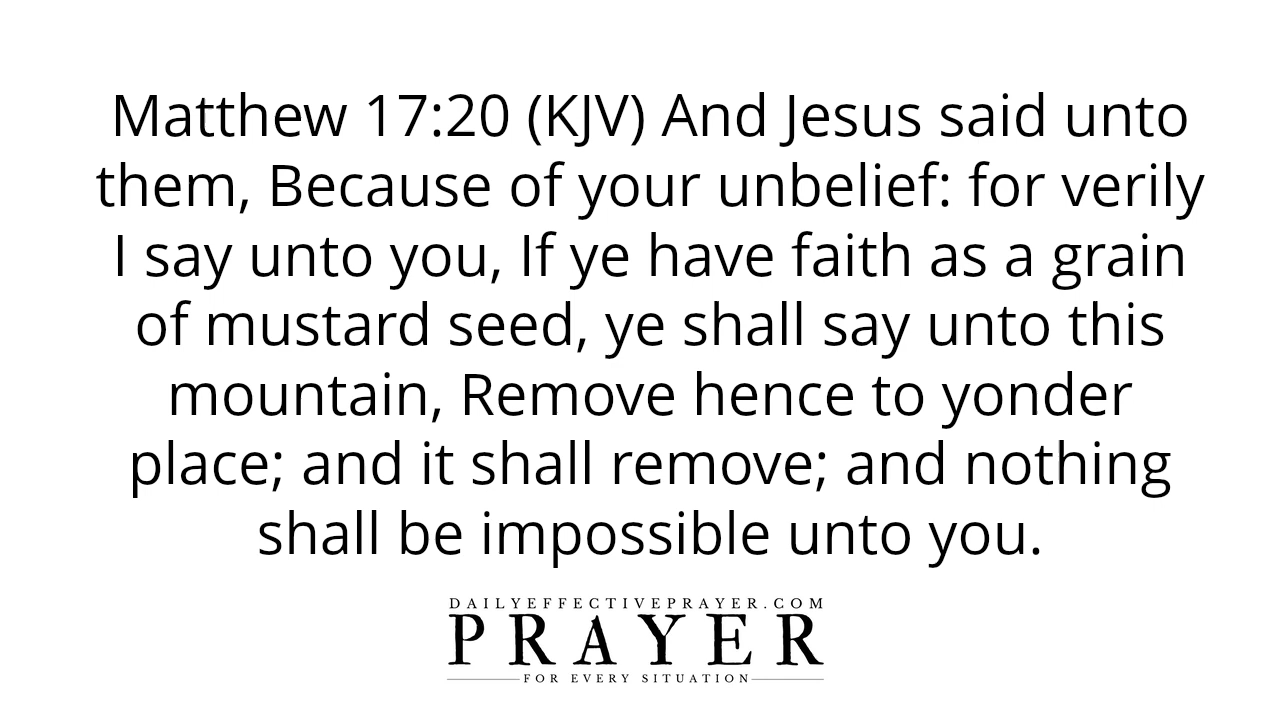 Matthew 17:20 (KJV) And Jesus said unto
them, Because of your unbelief: for verily
I say unto you, If ye have faith as a grain
of mustard seed, ye shall say unto this
mountain, Remove hence to yonder
place; and it shall remove; and nothing
shall be impossible unto you.
DAILYEFFECTIVEPRAYER.COM
PRAYER
FOR EVERY SITUATION